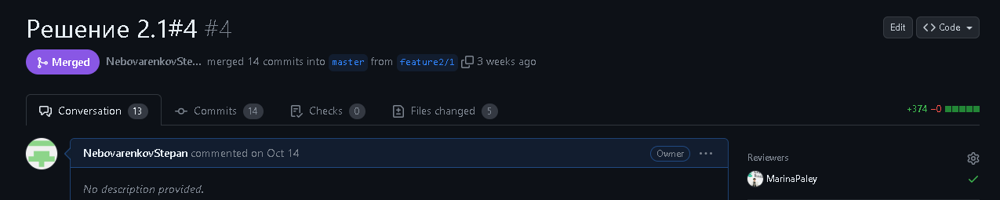 Решение 2.1#4 #4
Edit
Code
Merged
NebovarenkovSte... merged 14 commits into master from feature2/1 3 weeks ago
Conversation 13
Commits 14
Checks 0
Files changed 5
+374 −0
NebovarenkovStepan commented on Oct 14
Owner
No description provided.
Reviewers
MarinaPaley